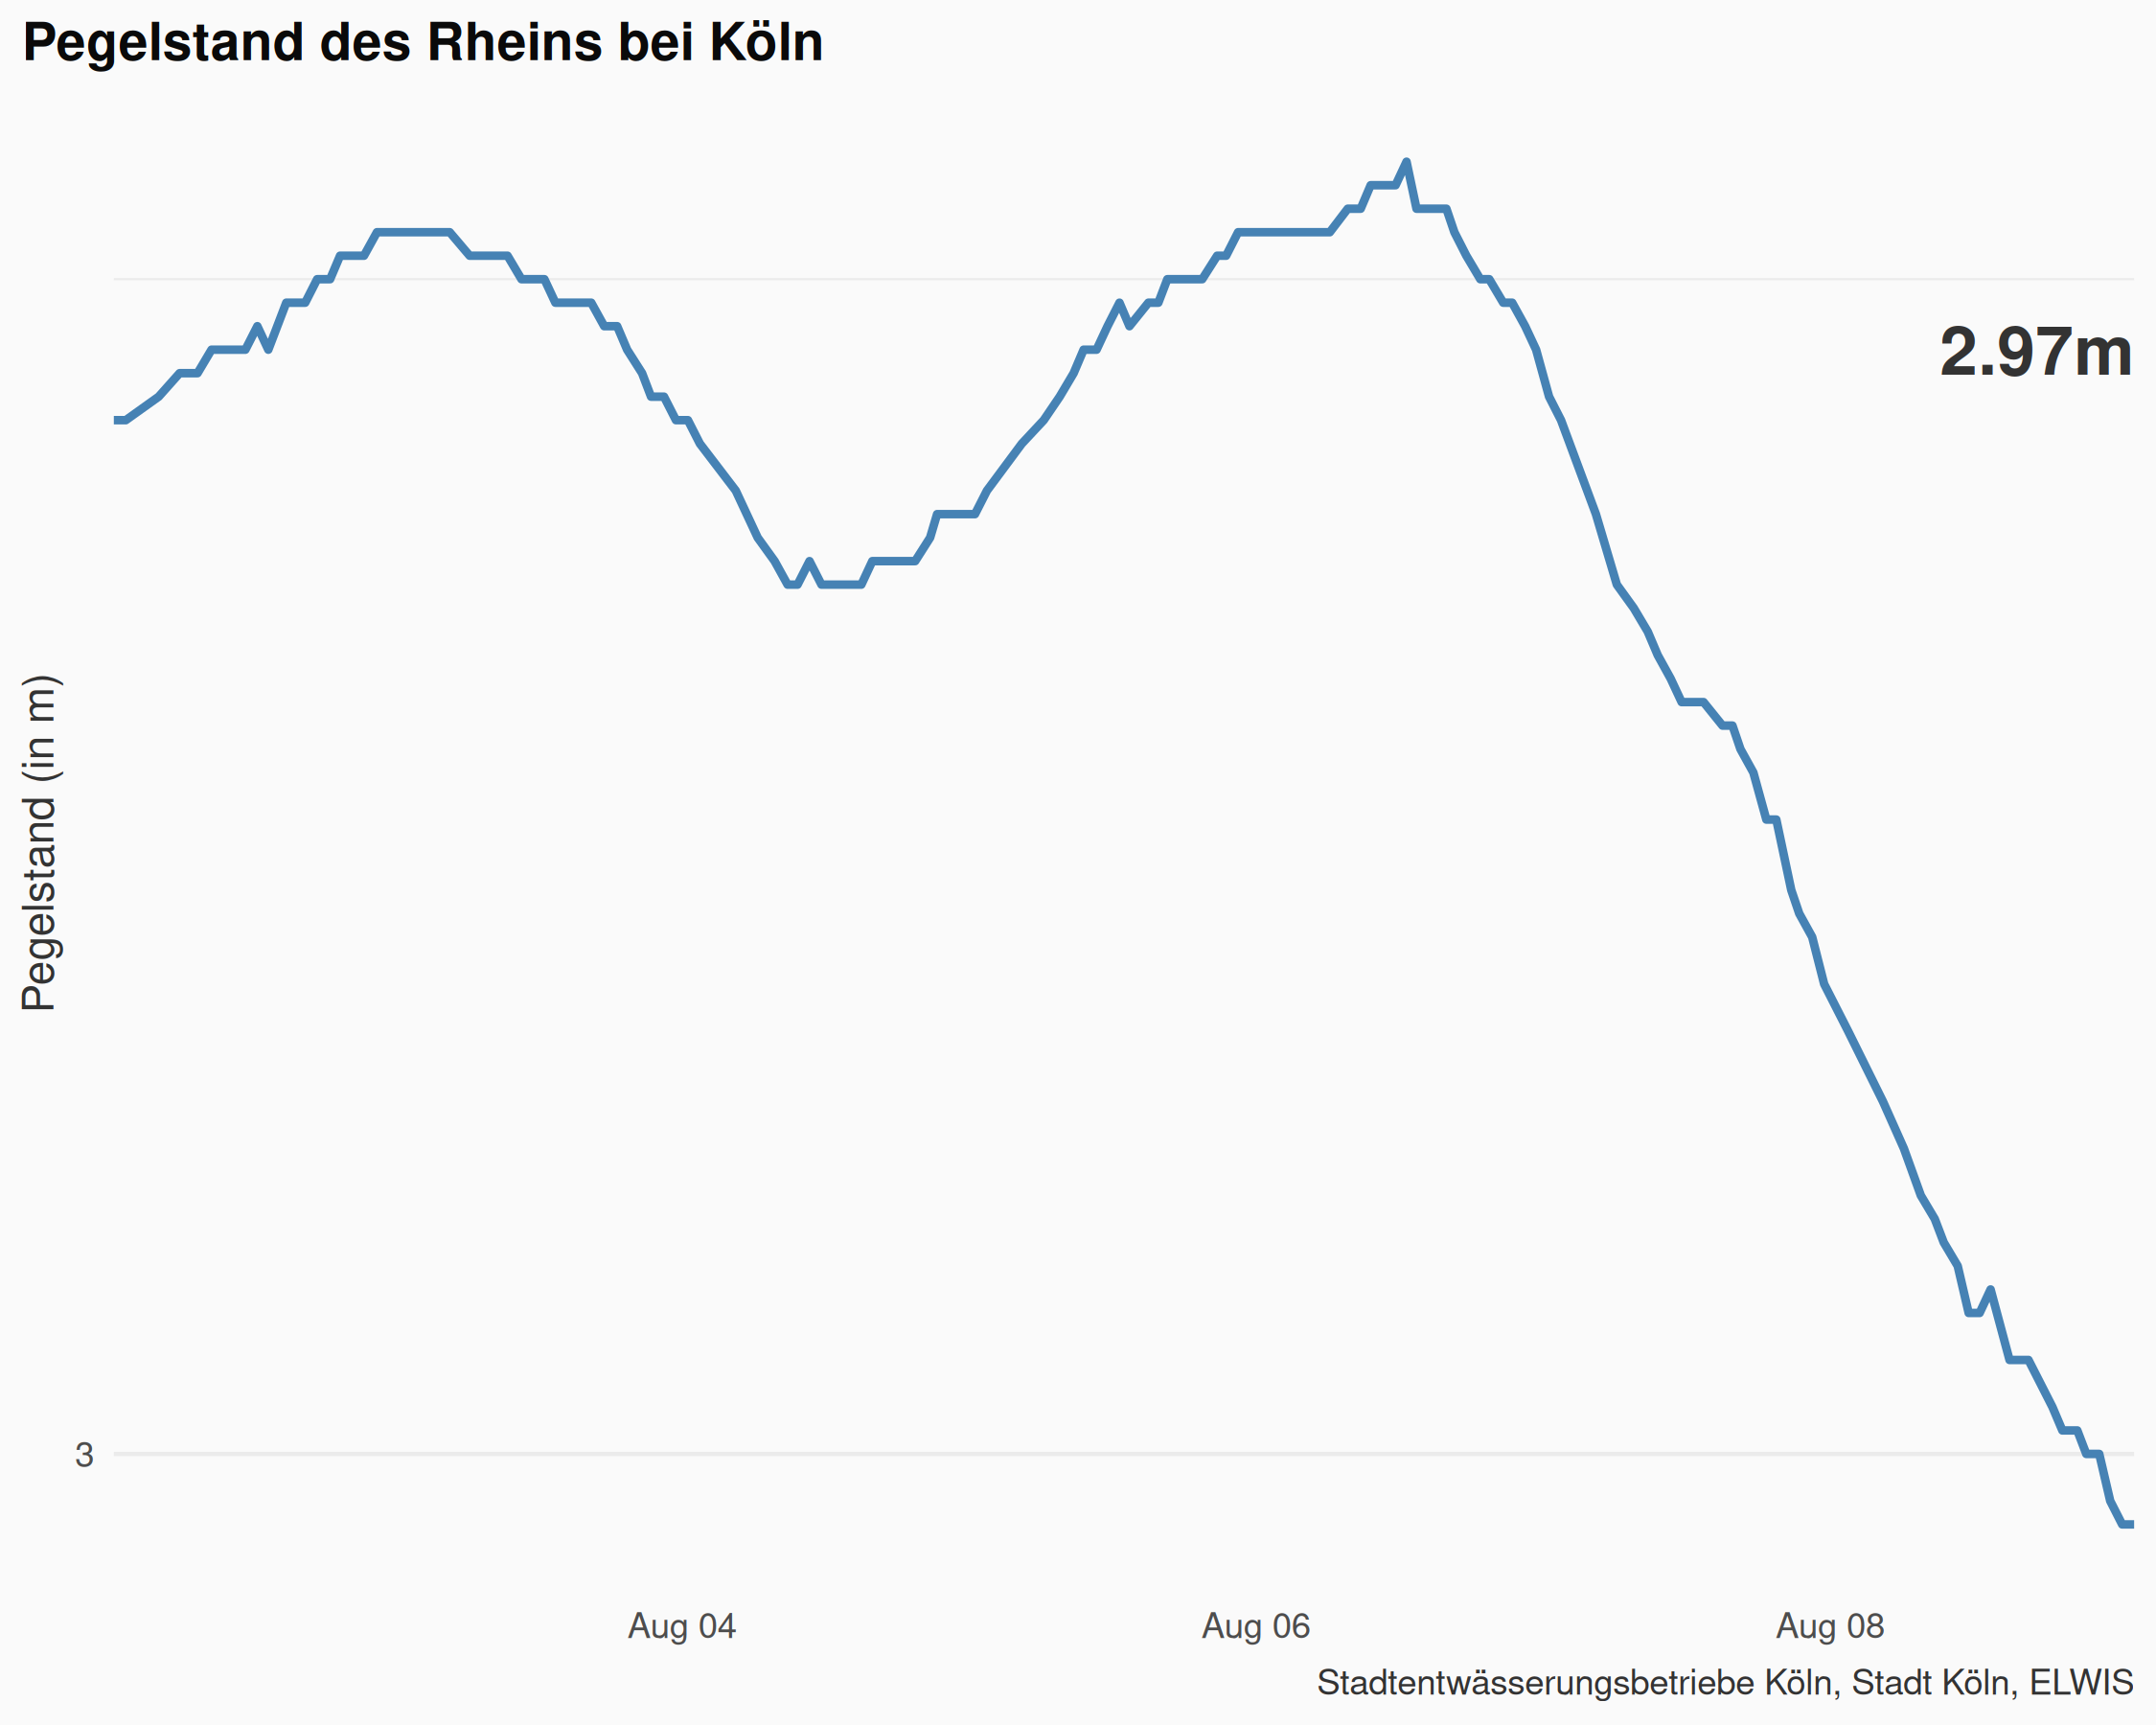 Pegelstand des Rheins bei Köln
2.97m
Pegelstand (in m)
3
Aug 04
Aug 06
Aug 08
Stadtentwässerungsbetriebe Köln, Stadt Köln, ELWIS